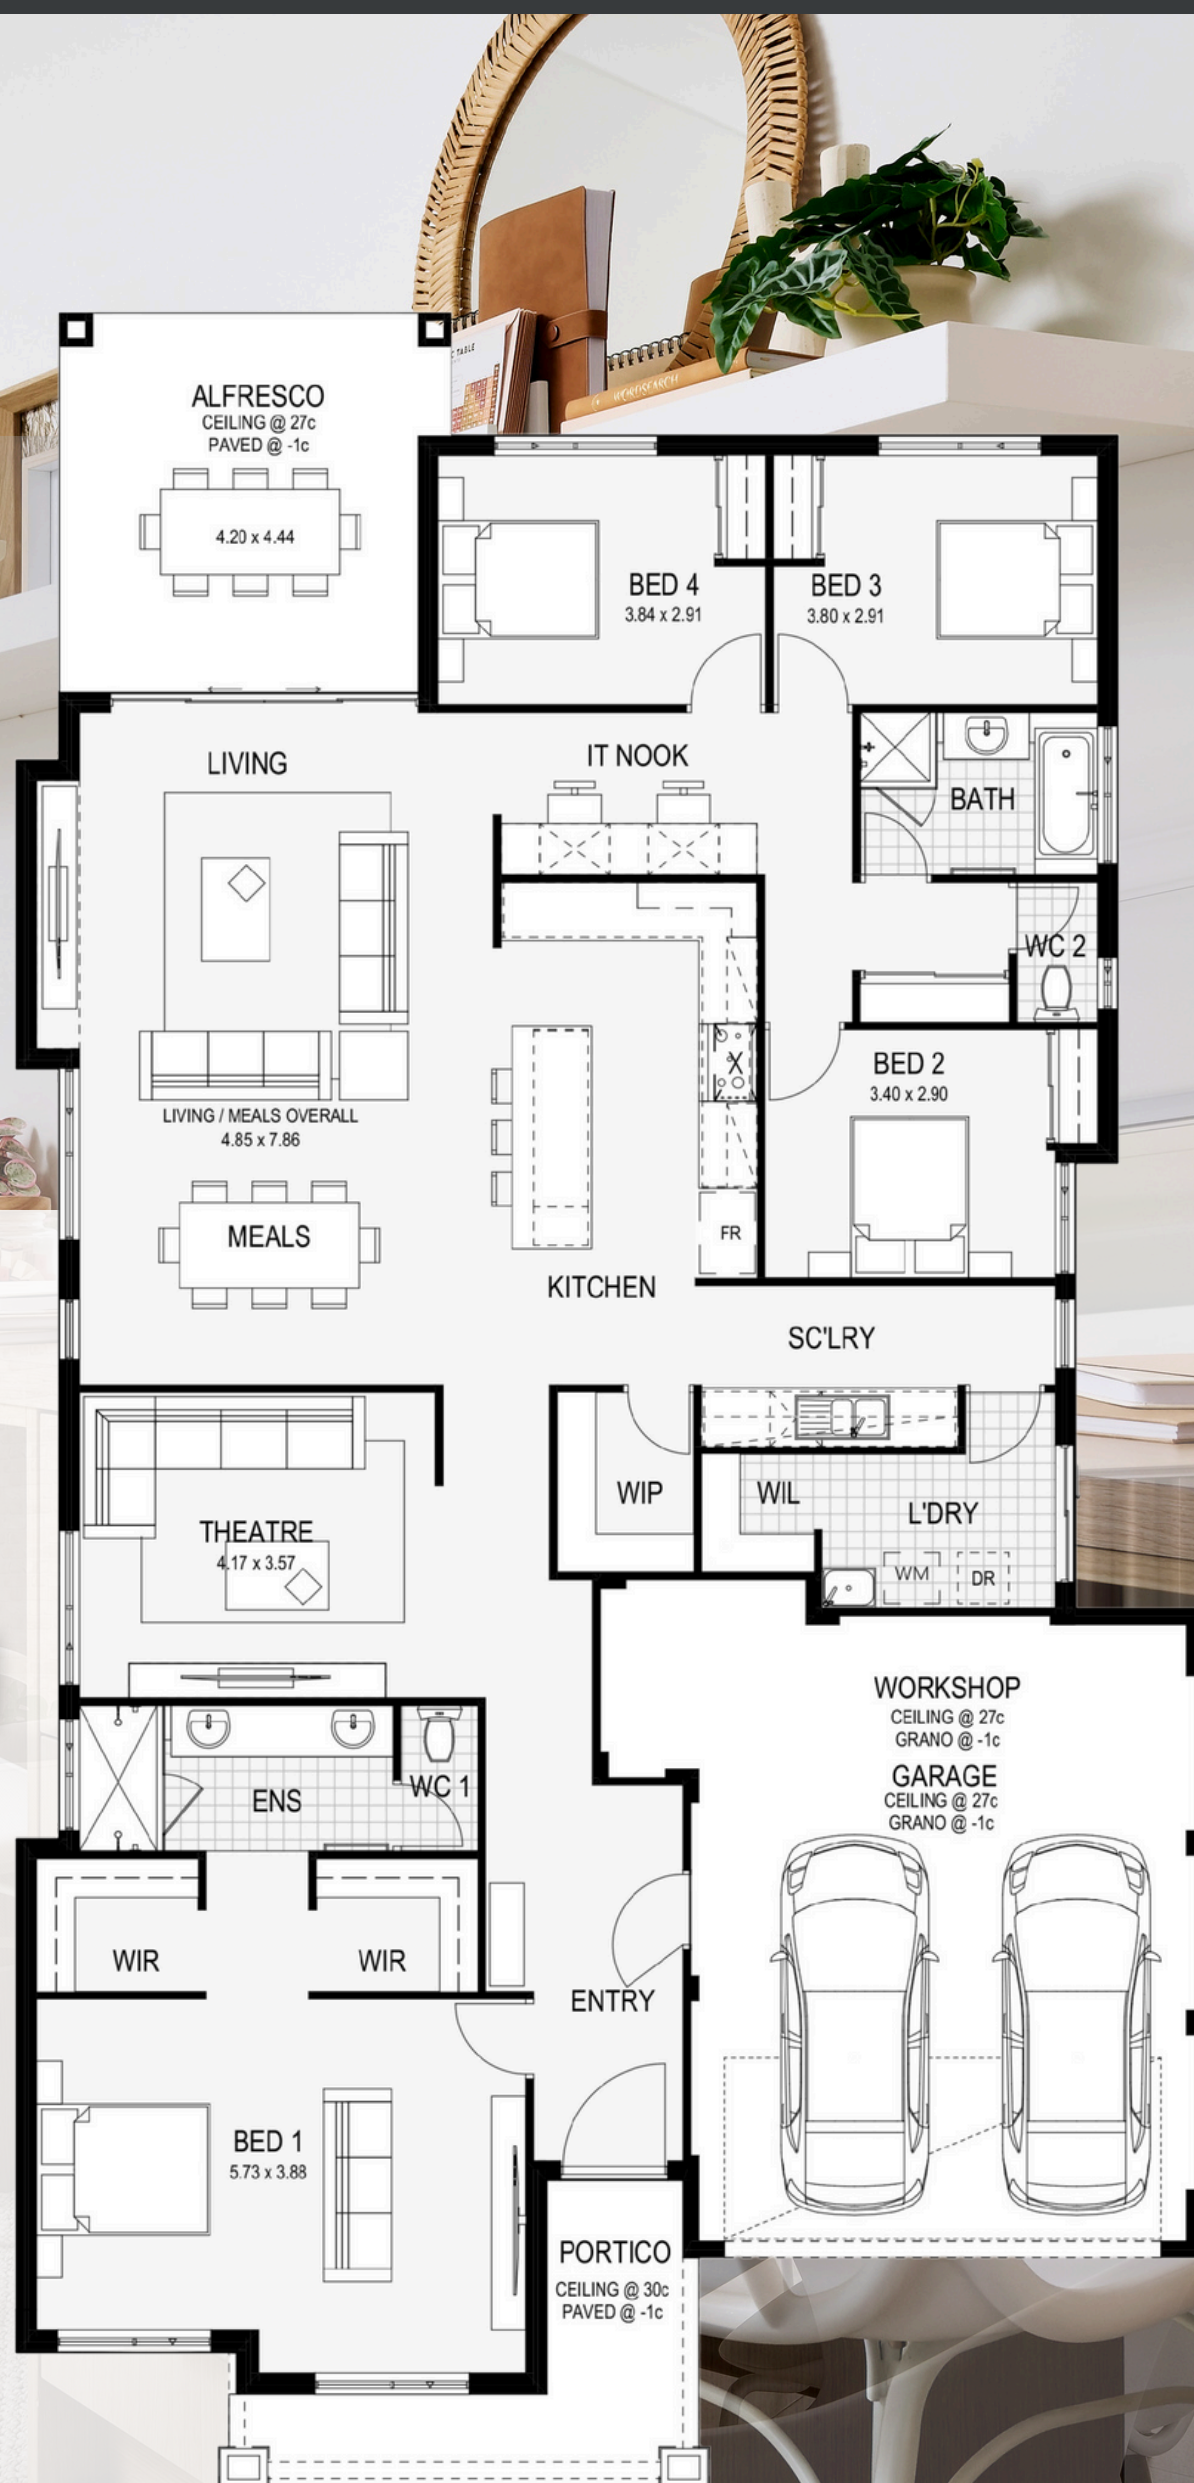 C TABLE
WORDSEARCH
ALFRESCO
CEILING @ 27c
PAVED @ -1c
4.20 x 4.44
BED 4
3.84 x 2.91
BED 3
3.80 x 2.91
LIVING
IT NOOK
BATH
WC 2
BED 2
3.40 x 2.90
LIVING / MEALS OVERALL
4.85 x 7.86
MEALS
FR
KITCHEN
SC'LRY
WIP
WIL
L'DRY
WM
DR
THEATRE
4.17 x 3.57
WORKSHOP
CEILING @ 27c
GRANO @ -1c
GARAGE
CEILING @ 27c
GRANO @ -1c
ENS
WC 1
WIR
WIR
ENTRY
BED 1
5.73 x 3.88
PORTICO
CEILING @ 30c
PAVED @ -1c